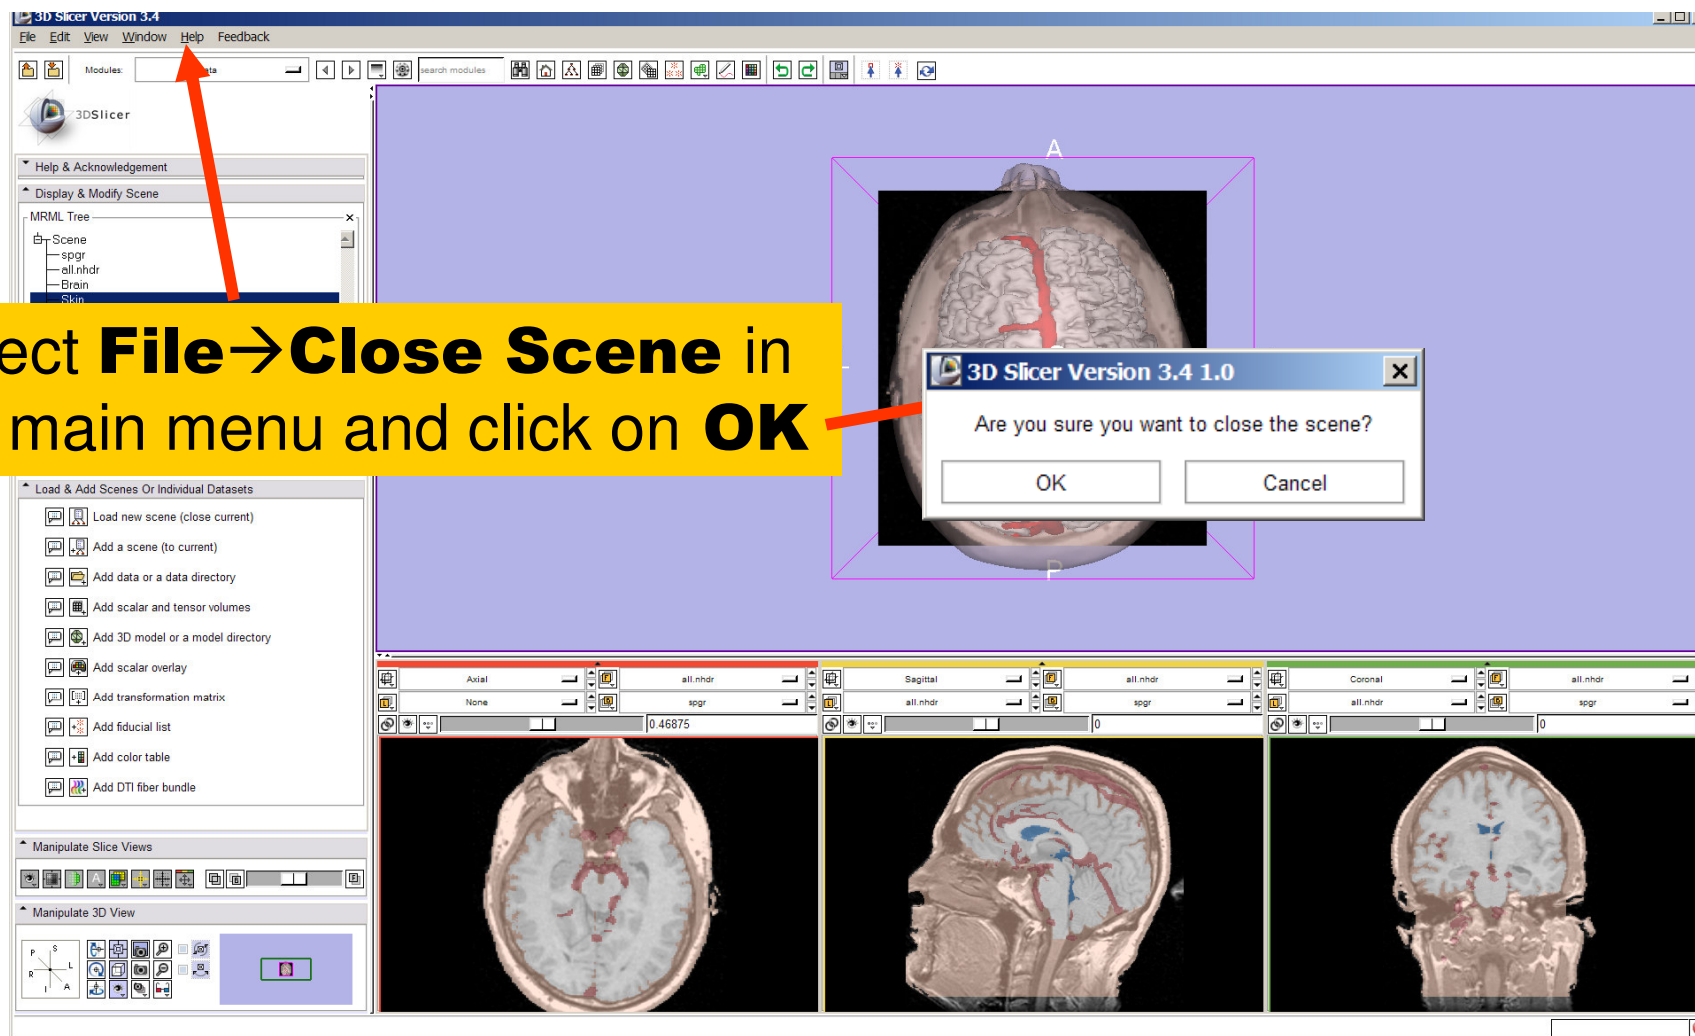 3D Slicer Version 3.4
File Edit View Window Help Feedback
Modules:
search modules
3DSlicer
Help & Acknowledgement
Display & Modify Scene
MRML Tree
Scene
spgr
all.nhdr
Brain
Skin
ect File→Close Scene in
main menu and click on OK
A
P
3D Slicer Version 3.4 1.0
Are you sure you want to close the scene?
OK Cancel
Load & Add Scenes Or Individual Datasets
Load new scene (close current)
Add a scene (to current)
Add data or a data directory
Add scalar and tensor volumes
Add 3D model or a model directory
Add scalar overlay
Add transformation matrix
Add fiducial list
Add color table
Add DTI fiber bundle
Manipulate Slice Views
Manipulate 3D View
P S
R L
I A
Axial all.nhdr Sagittal all.nhdr Coronal all.nhdr
None spgr all.nhdr spgr all.nhdr spgr
0.46875 0 0